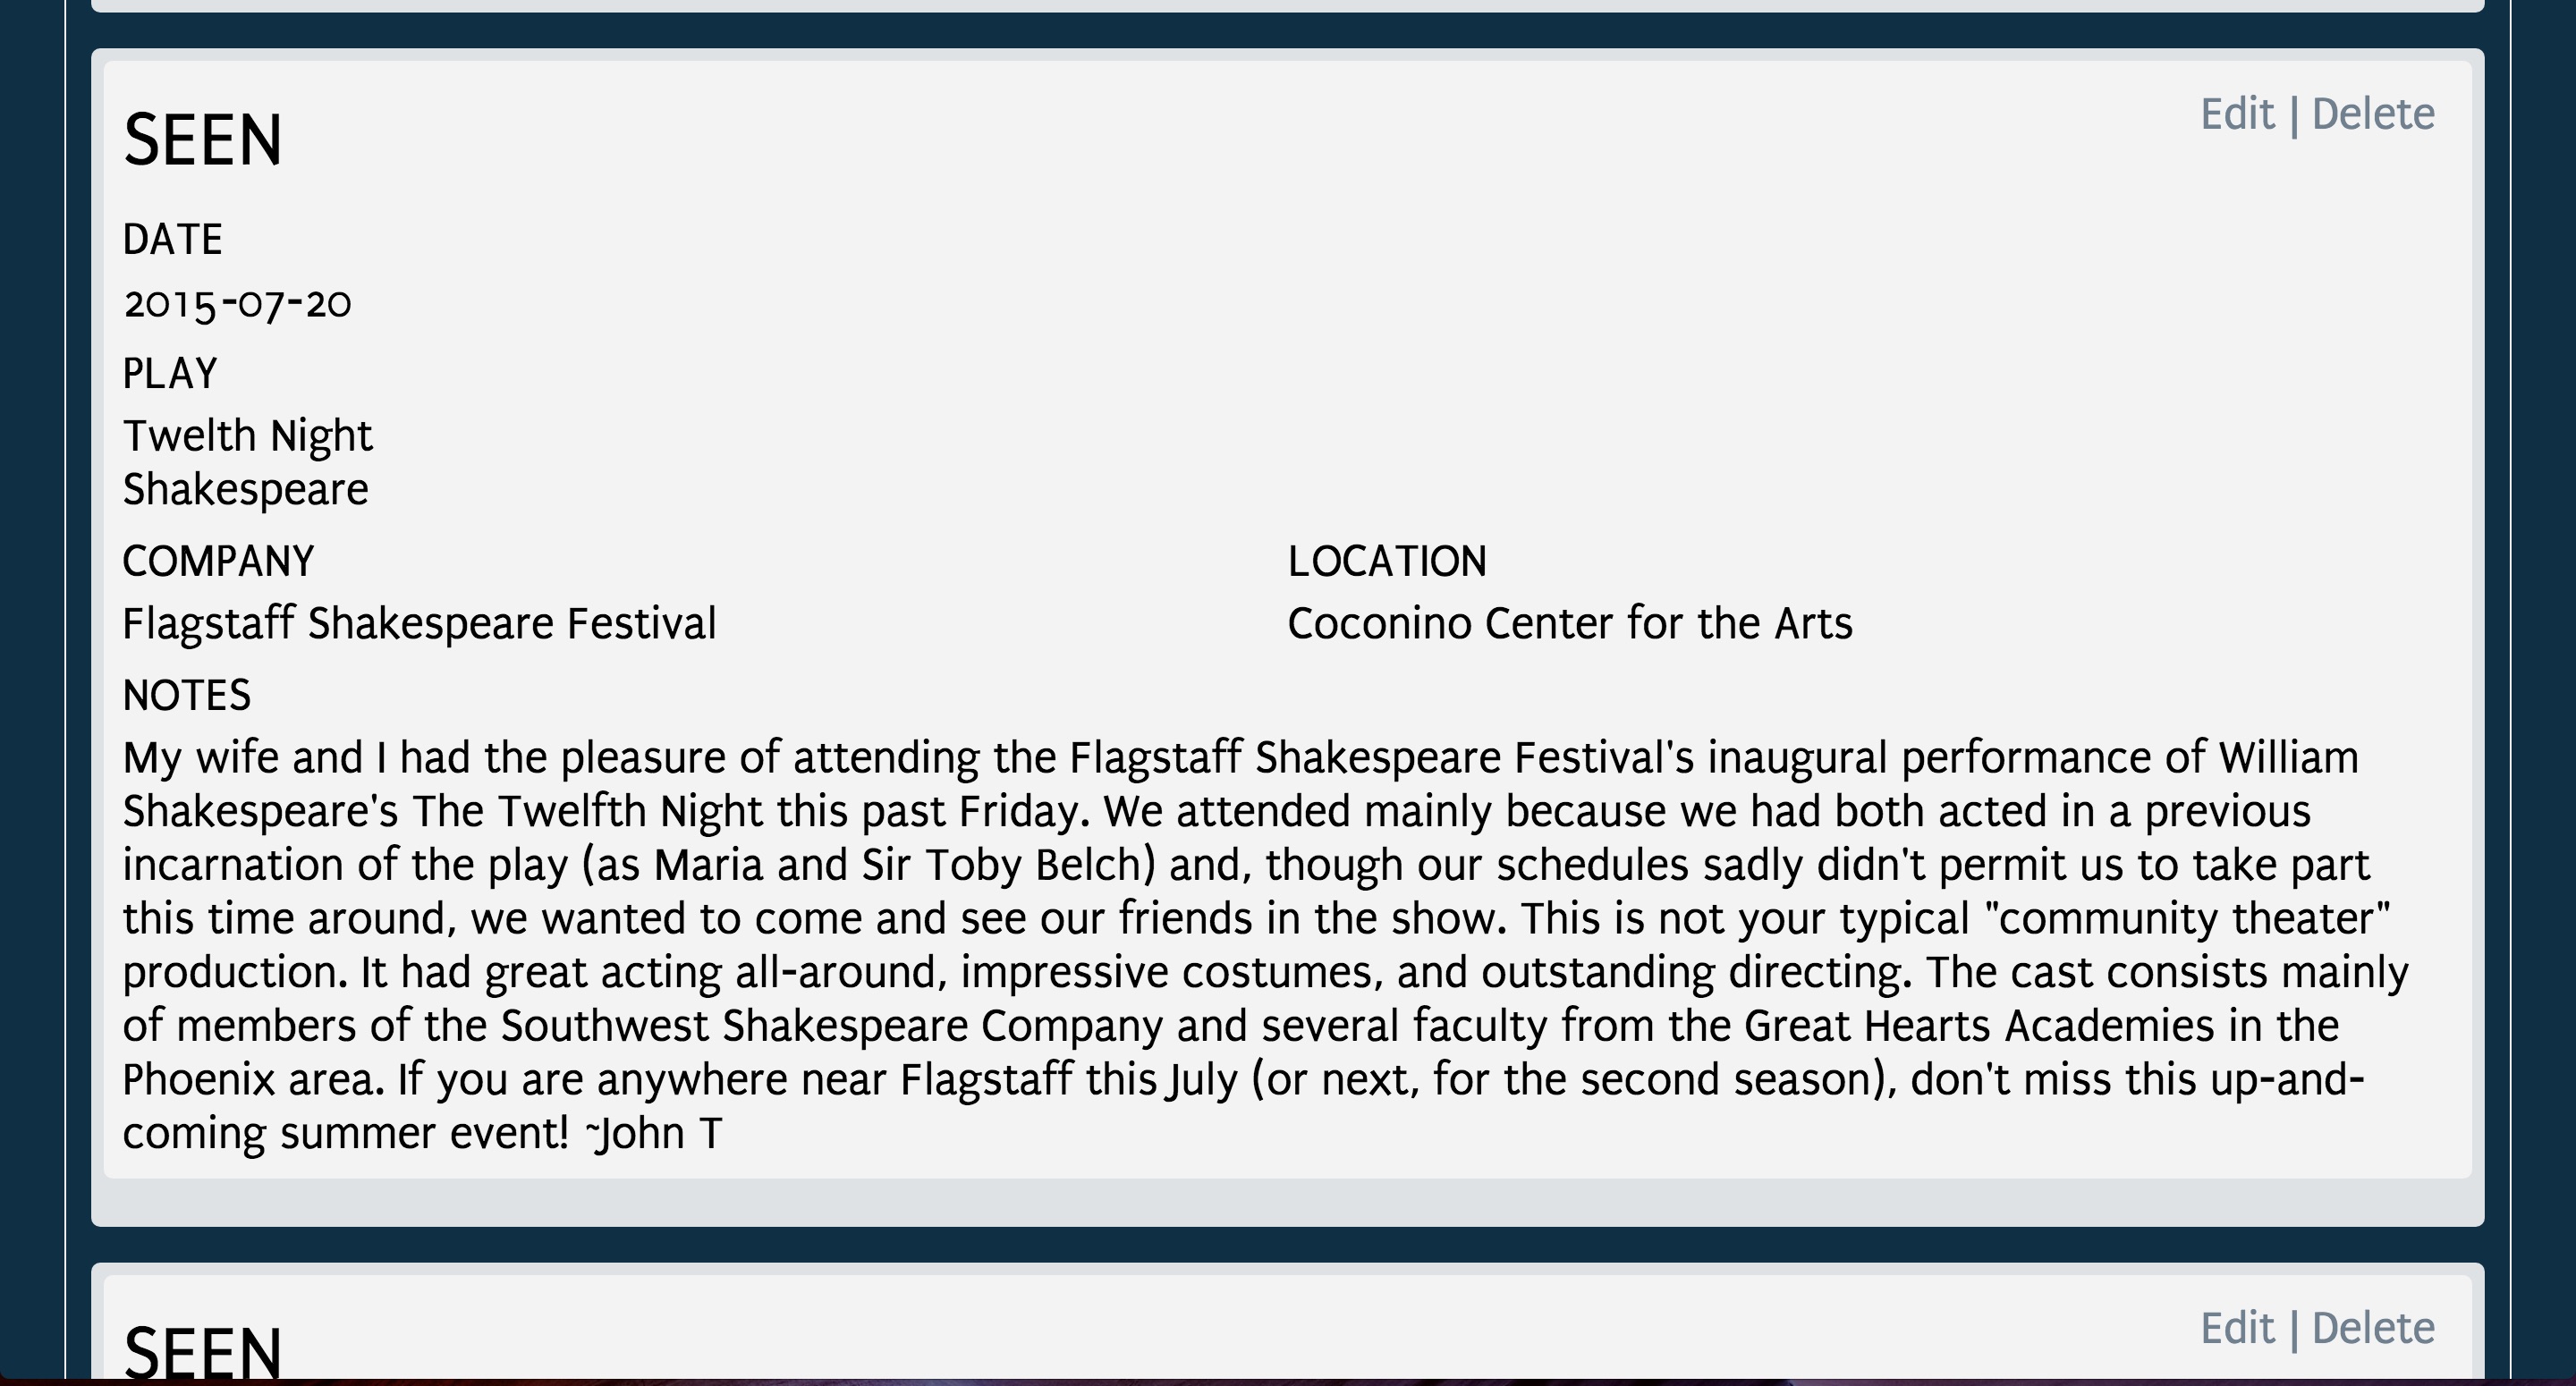 SEEN
Edit | Delete
DATE
2015-07-20
PLAY
Twelth Night
Shakespeare
COMPANY
LOCATION
Flagstaff Shakespeare Festival
Coconino Center for the Arts
NOTES
My wife and I had the pleasure of attending the Flagstaff Shakespeare Festival's inaugural performance of William
Shakespeare's The Twelfth Night this past Friday. We attended mainly because we had both acted in a previous
incarnation of the play (as Maria and Sir Toby Belch) and, though our schedules sadly didn't permit us to take part
this time around, we wanted to come and see our friends in the show. This is not your typical "community theater"
production. It had great acting all-around, impressive costumes, and outstanding directing. The cast consists mainly
of members of the Southwest Shakespeare Company and several faculty from the Great Hearts Academies in the
Phoenix area. If you are anywhere near Flagstaff this July (or next, for the second season), don't miss this up-and-
coming summer event! ~John T
SEEN
Edit | Delete